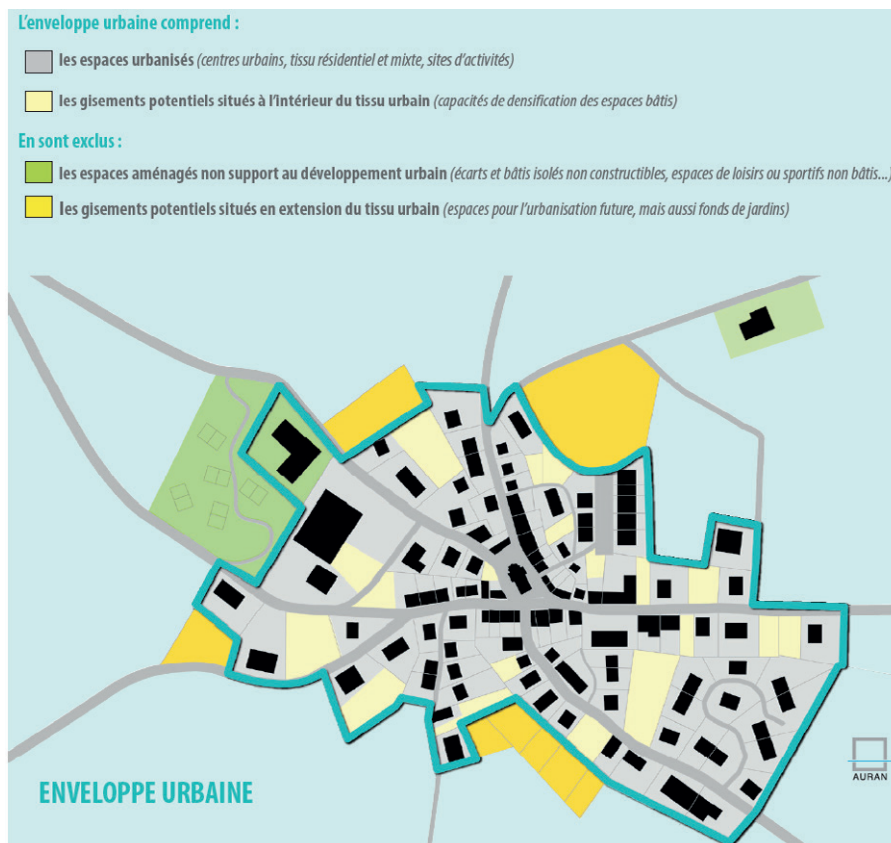 L'enveloppe urbaine comprend :
les espaces urbanisés (centres urbains, tissu résidentiel et mixte, sites d'activités)
les gisements potentiels situés à l'intérieur du tissu urbain (capacités de densification des espaces bâtis)
En sont exclus :
les espaces aménagés non support au développement urbain (écarts et bâtis isolés non constructibles, espaces de loisirs ou sportifs non bâtis...)
les gisements potentiels situés en extension du tissu urbain (espaces pour l'urbanisation future, mais aussi fonds de jardins)
AURAN
ENVELOPPE URBAINE